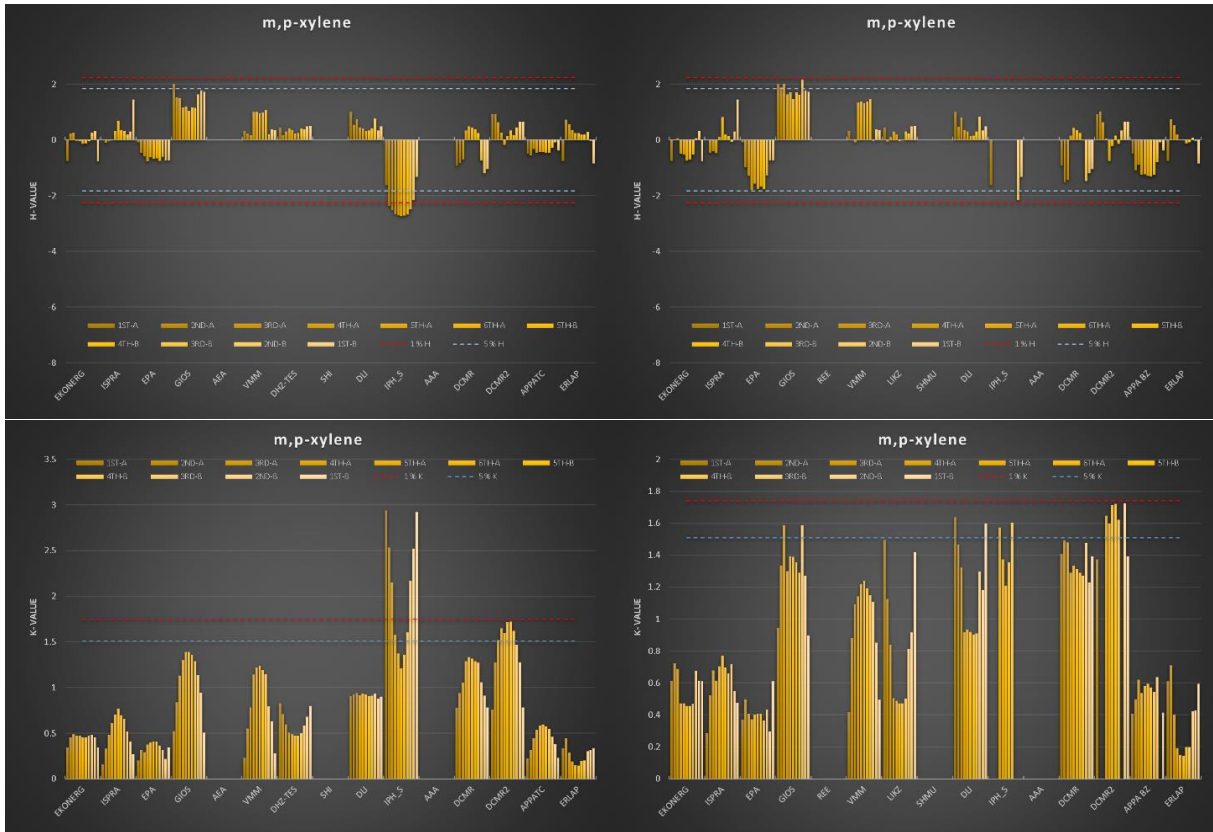 m,p-xylene
2
0
-2
-4
-6
-8
H- VALUE
1ST-A 2ND-A 3RD-A 4TH-A 5TH-A 6TH-A 5TH-B
4TH-B 3RD-B 2ND-B 1ST-B 1 % H 5 % H
EKONERG ISPRA EPA GIOS AEA VMM DHZ-TES SHI DU IPH_S AAA DCMR DCMR2 APPATC ERLAP
m,p-xylene
2
0
-2
-4
-6
-8
H- VALUE
1ST-A 2ND-A 3RD-A 4TH-A 5TH-A 6TH-A 5TH-B
4TH-B 3RD-B 2ND-B 1ST-B 1 % H 5 % H
EKONERG ISPRA EPA GIOS REE VMM LIKZ SHMU DU IPH_S AAA DCMR DCMR2 APPA BZ ERLAP
m,p-xylene
1ST-A 2ND-A 3RD-A 4TH-A 5TH-A 6TH-A 5TH-B
4TH-B 3RD-B 2ND-B 1ST-B 1 % K 5 % K
3.5
3
2.5
2
1.5
1
0.5
0
K- VALUE
EKONERG ISPRA EPA GIOS AEA VMM DHZ-TES SHI DU IPH_S AAA DCMR DCMR2 APPATC ERLAP
m,p-xylene
1ST-A 2ND-A 3RD-A 4TH-A 5TH-A 6TH-A 5TH-B
4TH-B 3RD-B 2ND-B 1ST-B 1 % K 5 % K
2
1.8
1.6
1.4
1.2
1
0.8
0.6
0.4
0.2
0
K- VALUE
EKONERG ISPRA EPA GIOS REE VMM LIKZ SHMU DU IPH_S AAA DCMR DCMR2 APPA BZ ERLAP